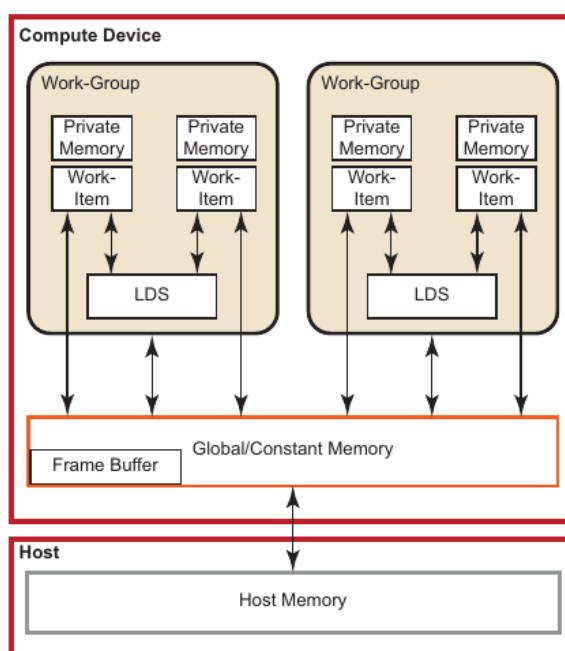 Compute Device
Work-Group
Work-Group
Private
Memory
Private
Memory
Private
Memory
Private
Memory
Work-
Item
Work-
Item
Work-
Item
Work-
Item
LDS
LDS
Global/Constant Memory
Frame Buffer
Host
Host Memory